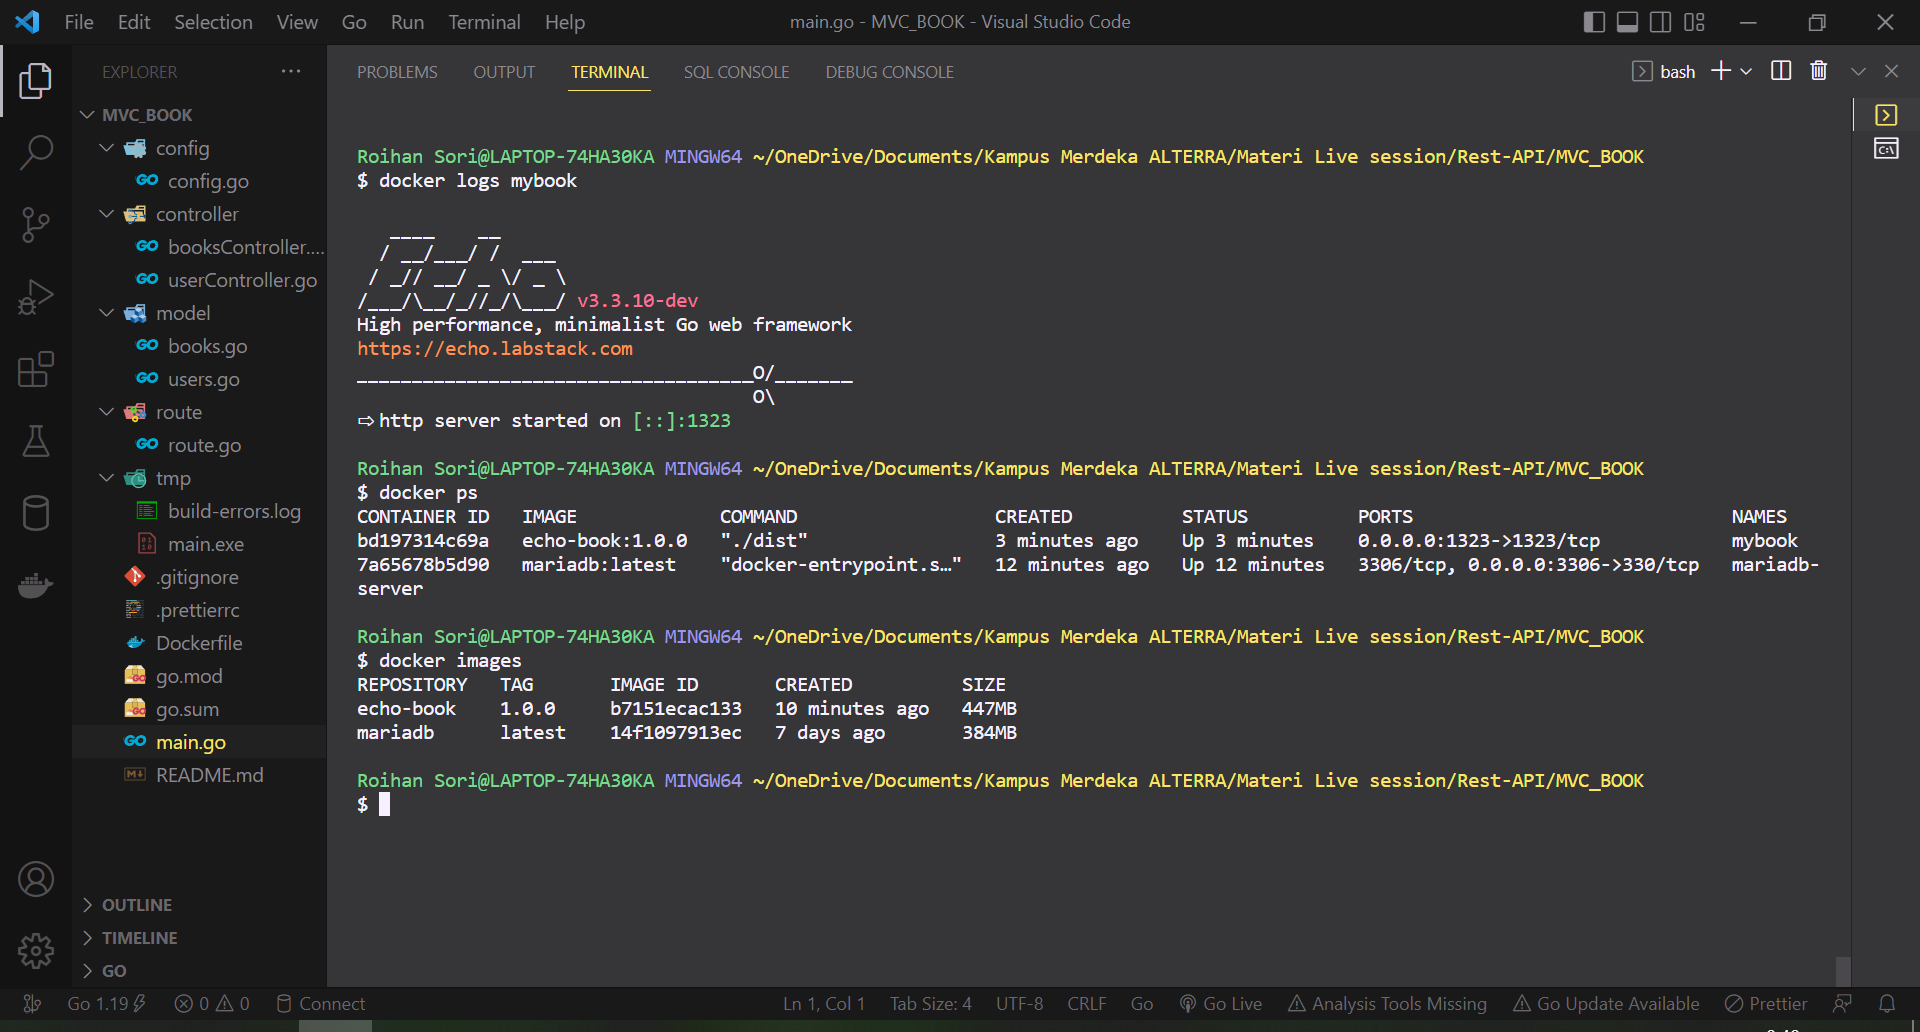 File Edit Selection View Go Run Terminal Help main.go - MVC_BOOK - Visual Studio Code
EXPLORER
MVC_BOOK
config
config.go
controller
booksController....
userController.go
model
books.go
users.go
route
route.go
tmp
build-errors.log
main.exe
.gitignore
.prettierrc
Dockerfile
go.mod
go.sum
main.go
README.md
OUTLINE
TIMELINE
GO
PROBLEMS OUTPUT TERMINAL SQL CONSOLE DEBUG CONSOLE bash
Roihan Sori@LAPTOP-74HA30KA MINGW64 ~/OneDrive/Documents/Kampus Merdeka ALTERRA/Materi Live session/Rest-API/MVC_BOOK
$ docker logs mybook
   ____    __
  / __/___/ /  ___
 / _// __/ _ \/ _ \
/___/\__/_//_/\___/ v3.3.10-dev
High performance, minimalist Go web framework
https://echo.labstack.com
____________________________________O/_______
                                    O\
⇨ http server started on [::]:1323
Roihan Sori@LAPTOP-74HA30KA MINGW64 ~/OneDrive/Documents/Kampus Merdeka ALTERRA/Materi Live session/Rest-API/MVC_BOOK
$ docker ps
CONTAINER ID   IMAGE             COMMAND                  CREATED          STATUS          PORTS                            NAMES
bd197314c69a   echo-book:1.0.0   "./dist"                 3 minutes ago    Up 3 minutes    0.0.0.0:1323->1323/tcp           mybook
7a65678b5d90   mariadb:latest    "docker-entrypoint.s…"   12 minutes ago   Up 12 minutes   3306/tcp, 0.0.0.0:3306->330/tcp   mariadb-
server
Roihan Sori@LAPTOP-74HA30KA MINGW64 ~/OneDrive/Documents/Kampus Merdeka ALTERRA/Materi Live session/Rest-API/MVC_BOOK
$ docker images
REPOSITORY   TAG       IMAGE ID       CREATED          SIZE
echo-book    1.0.0     b7151ecac133   10 minutes ago   447MB
mariadb      latest    14f1097913ec   7 days ago       384MB
Roihan Sori@LAPTOP-74HA30KA MINGW64 ~/OneDrive/Documents/Kampus Merdeka ALTERRA/Materi Live session/Rest-API/MVC_BOOK
$
Go 1.19 0 0 Connect Ln 1, Col 1 Tab Size: 4 UTF-8 CRLF Go Go Live Analysis Tools Missing Go Update Available Prettier